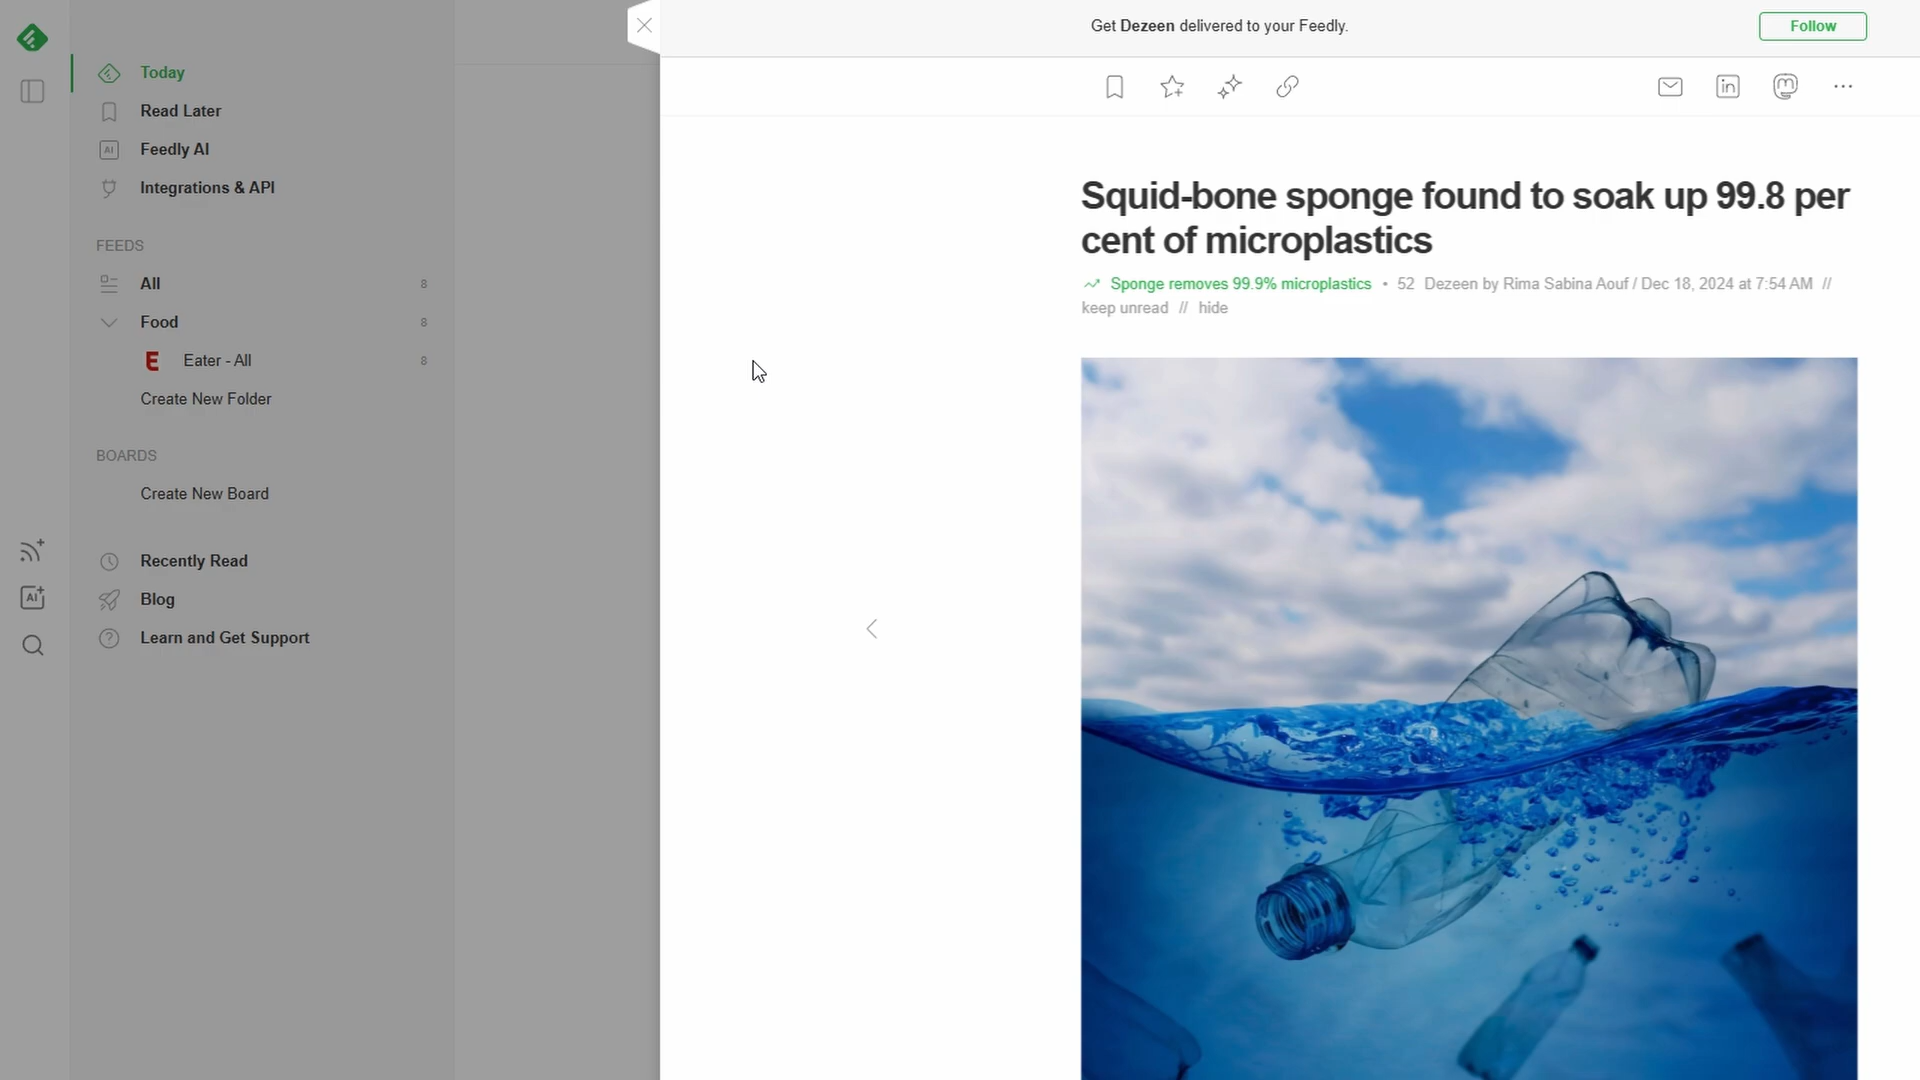 Today
Read Later
AI
Feedly AI
Integrations & API
FEEDS
All 8
Food 8
E Eater - All 8
Create New Folder
BOARDS
Create New Board
Recently Read
AI
Blog
Learn and Get Support
Get Dezeen delivered to your Feedly.
Follow
in
Squid-bone sponge found to soak up 99.8 per
cent of microplastics
Sponge removes 99.9% microplastics • 52 Dezeen by Rima Sabina Aouf / Dec 18, 2024 at 7:54 AM //
keep unread // hide